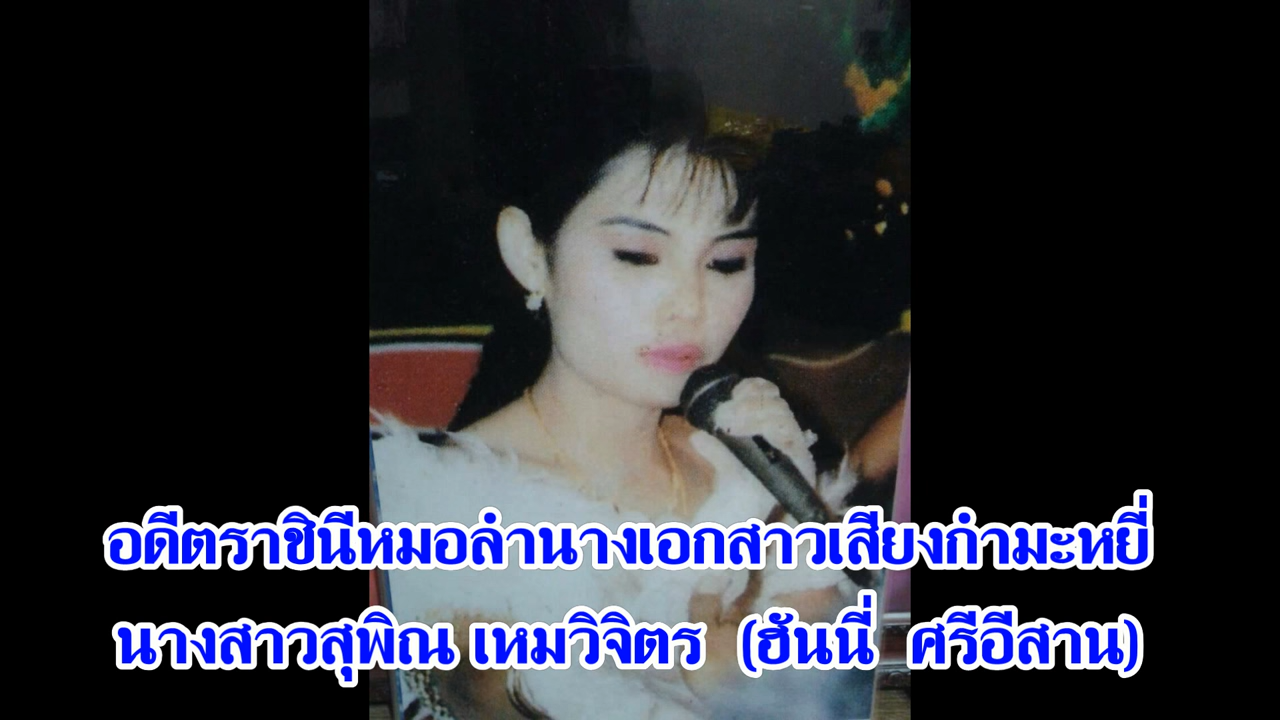 อดีตราชินีหมอลำนางเอกสาวเสียงกำมะหยี่
นางสาวสุพิณ เหมวิจิตร (ฮันนี่ ศรีอีสาน)